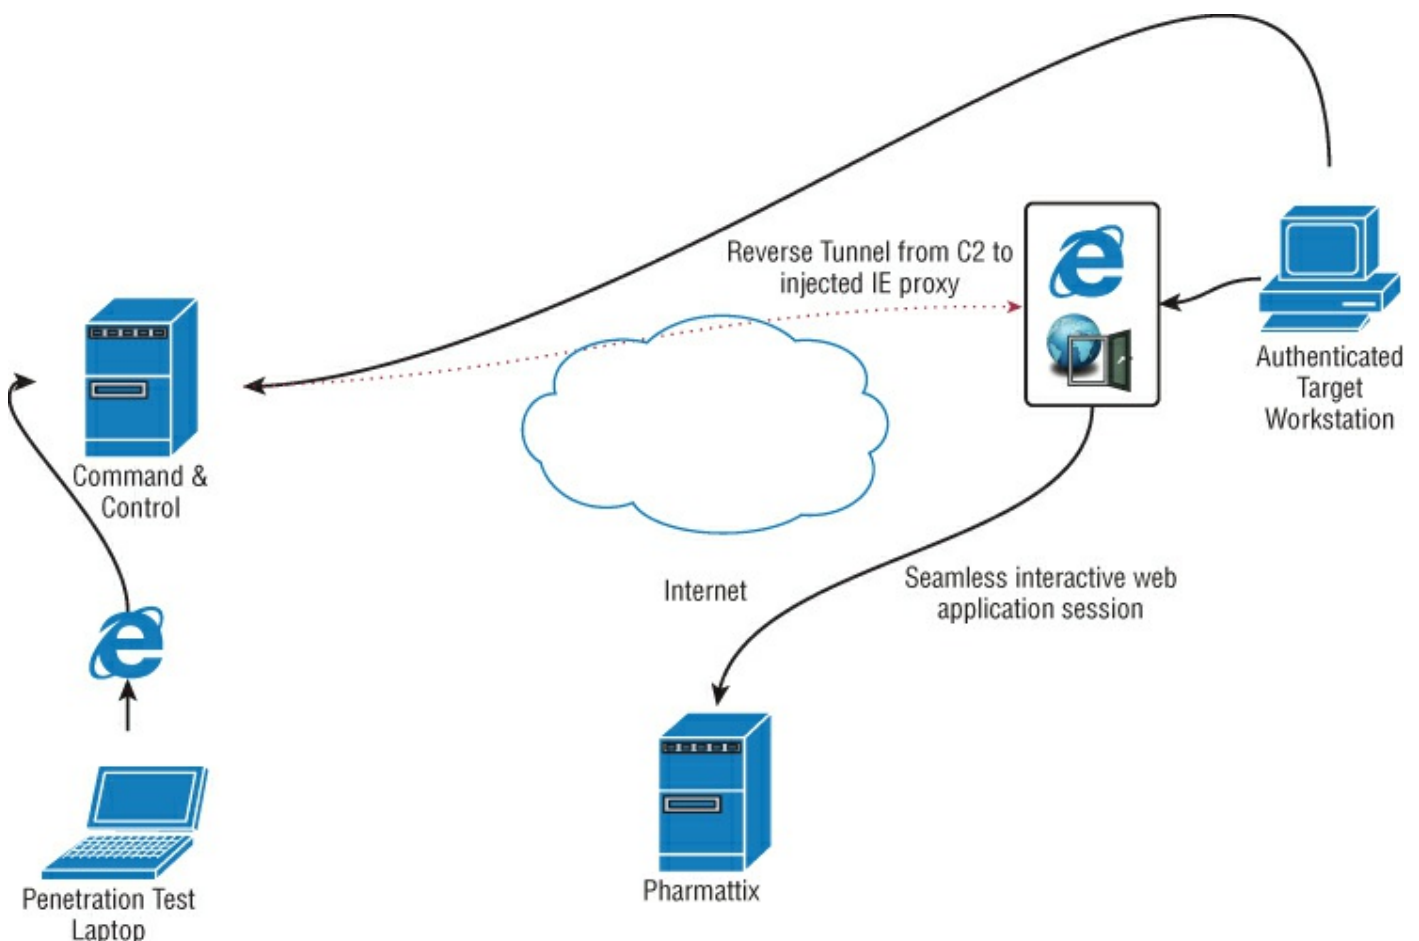 Reverse Tunnel from C2 to
injected IE proxy
Authenticated
Target
Workstation
Command &
Control
Internet
Seamless interactive web
application session
Pharmattix
Penetration Test
Laptop